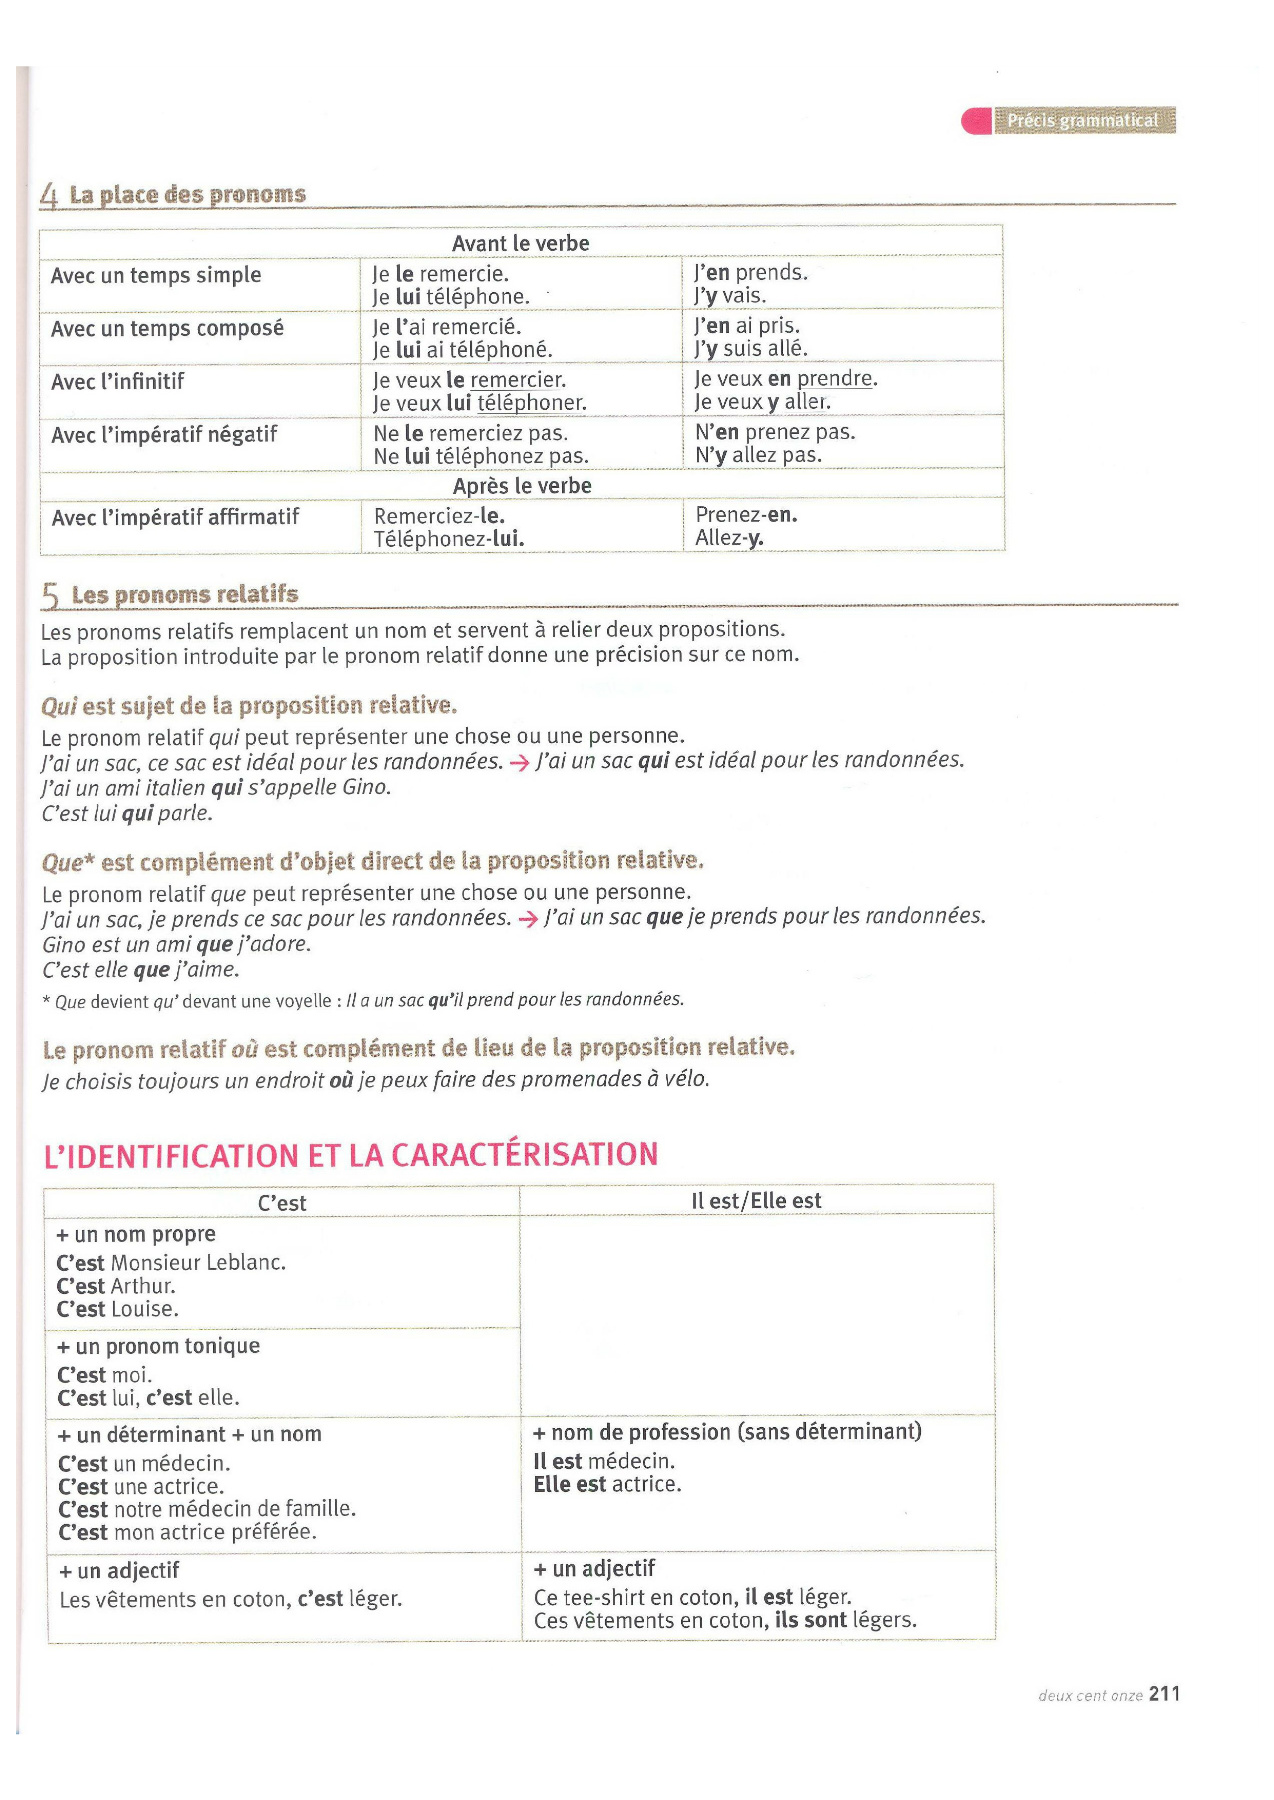 Précis grammatical
4 La place des pronoms
Avant le verbe
Avec un temps simple
Je le remercie.
Je lui téléphone.
J'en prends.
J'y vais.
Avec un temps composé
Je l'ai remercié.
Je lui ai téléphoné.
J'en ai pris.
J'y suis allé.
Avec l'infinitif
Je veux le remercier.
Je veux lui téléphoner.
Je veux en prendre.
Je veux y aller.
Avec l'impératif négatif
Ne le remerciez pas.
Ne lui téléphonez pas.
N'en prenez pas.
N'y allez pas.
Après le verbe
Avec l'impératif affirmatif
Remerciez-le.
Téléphonez-lui.
Prenez-en.
Allez-y.
5 Les pronoms relatifs
Les pronoms relatifs remplacent un nom et servent à relier deux propositions.
La proposition introduite par le pronom relatif donne une précision sur ce nom.
Qui est sujet de la proposition relative.
Le pronom relatif qui peut représenter une chose ou une personne.
J'ai un sac, ce sac est idéal pour les randonnées. → J'ai un sac qui est idéal pour les randonnées.
J'ai un ami italien qui s'appelle Gino.
C'est lui qui parle.
Que* est complément d'objet direct de la proposition relative.
Le pronom relatif que peut représenter une chose ou une personne.
J'ai un sac, je prends ce sac pour les randonnées. → J'ai un sac que je prends pour les randonnées.
Gino est un ami que j'adore.
C'est elle que j'aime.
* Que devient qu' devant une voyelle : Il a un sac qu'il prend pour les randonnées.
Le pronom relatif où est complément de lieu de la proposition relative.
Je choisis toujours un endroit où je peux faire des promenades à vélo.
L'IDENTIFICATION ET LA CARACTÉRISATION
C'est
Il est/Elle est
+ un nom propre
C'est Monsieur Leblanc.
C'est Arthur.
C'est Louise.
+ un pronom tonique
C'est moi.
C'est lui, c'est elle.
+ un déterminant + un nom
C'est un médecin.
C'est une actrice.
C'est notre médecin de famille.
C'est mon actrice préférée.
+ nom de profession (sans déterminant)
Il est médecin.
Elle est actrice.
+ un adjectif
Les vêtements en coton, c'est léger.
+ un adjectif
Ce tee-shirt en coton, il est léger.
Ces vêtements en coton, ils sont légers.
deux cent onze 211